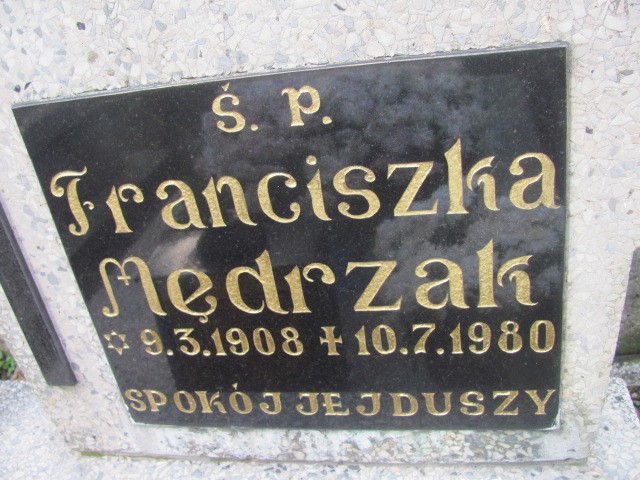 Ś. P.
Franciszka
Mędrzak
✡ 9.3.1908 ✝ 10.7.1980
SPOKÓJ JEJ DUSZY